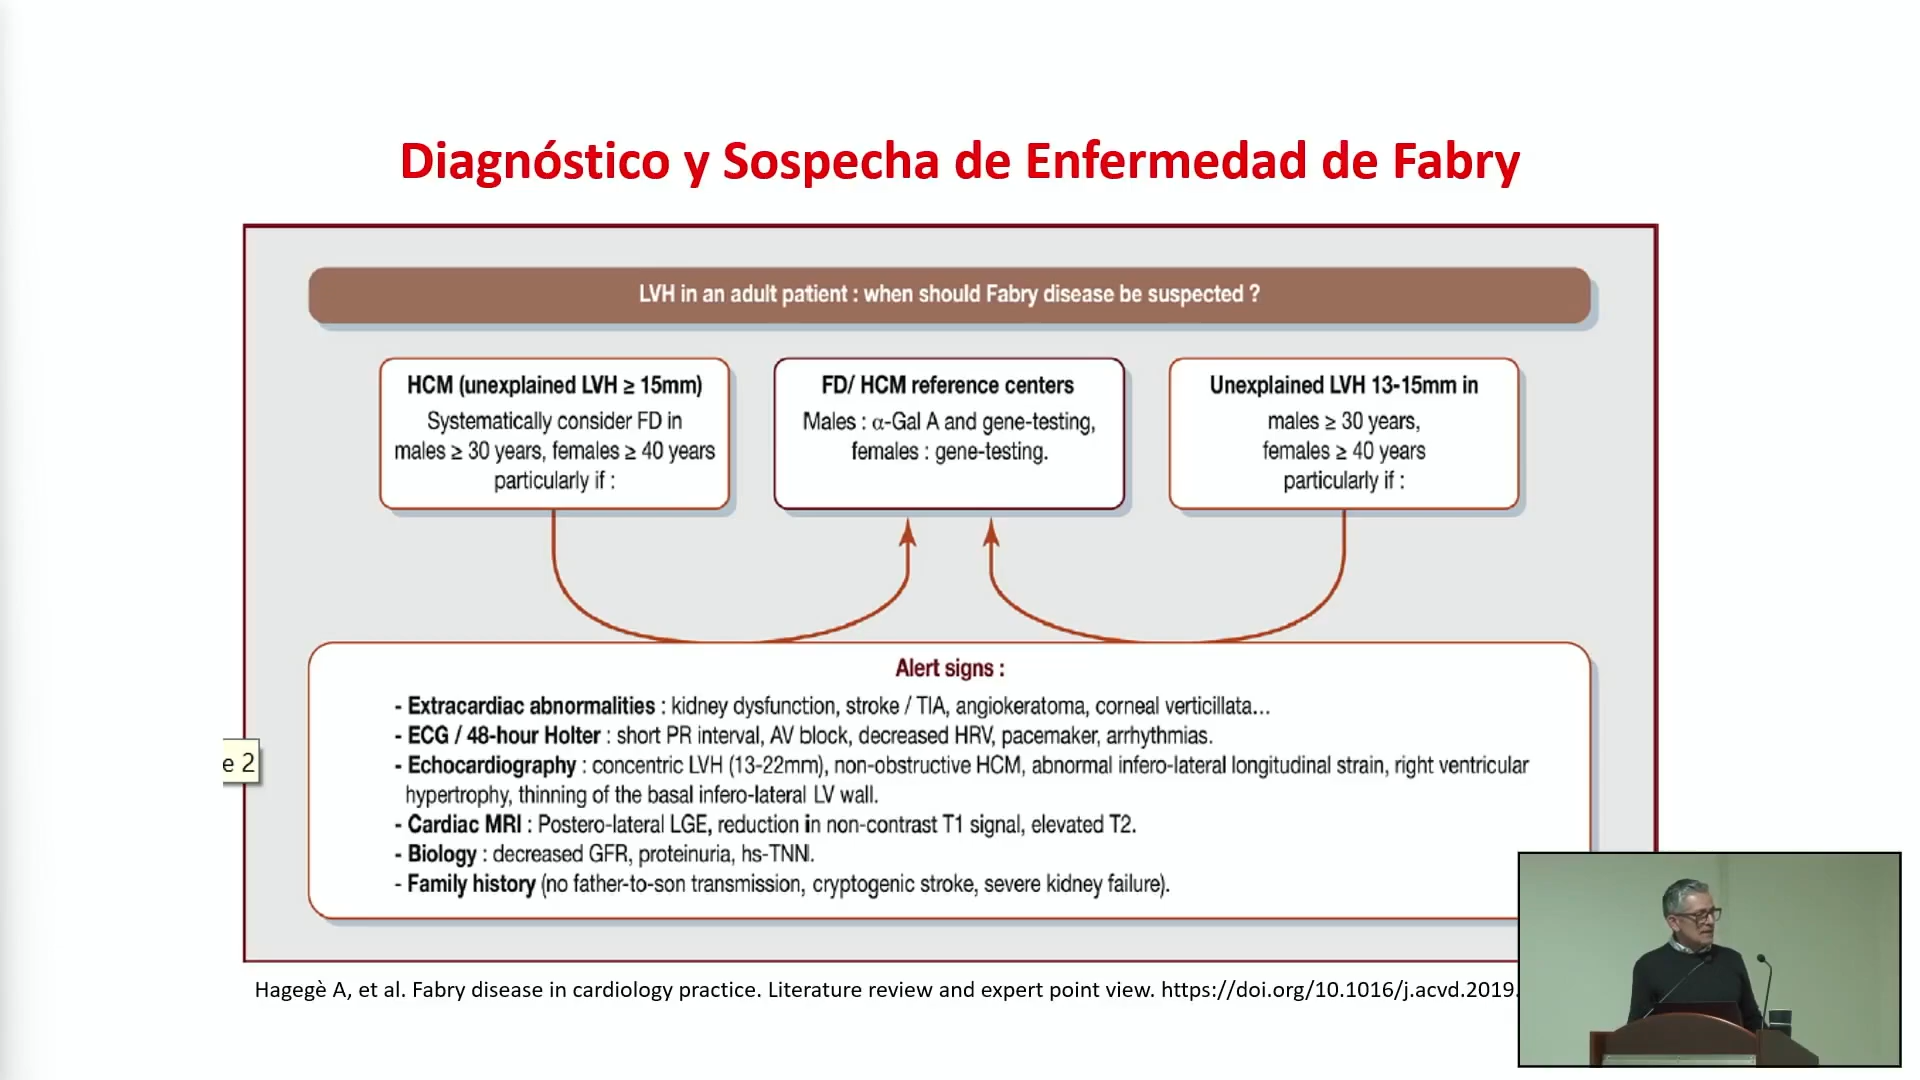 Diagnóstico y Sospecha de Enfermedad de Fabry
LVH in an adult patient : when should Fabry disease be suspected ?
HCM (unexplained LVH ≥ 15mm)
Systematically consider FD in
males ≥ 30 years, females ≥ 40 years
particularly if :
FD/ HCM reference centers
Males : α-Gal A and gene-testing,
females : gene-testing.
Unexplained LVH 13-15mm in
males ≥ 30 years,
females ≥ 40 years
particularly if :
Alert signs :
- Extracardiac abnormalities : kidney dysfunction, stroke / TIA, angiokeratoma, corneal verticillata...
- ECG / 48-hour Holter : short PR interval, AV block, decreased HRV, pacemaker, arrhythmias.
- Echocardiography : concentric LVH (13-22mm), non-obstructive HCM, abnormal infero-lateral longitudinal strain, right ventricular
hypertrophy, thinning of the basal infero-lateral LV wall.
- Cardiac MRI : Postero-lateral LGE, reduction in non-contrast T1 signal, elevated T2.
- Biology : decreased GFR, proteinuria, hs-TNN.
- Family history (no father-to-son transmission, cryptogenic stroke, severe kidney failure).
e 2
Hagegè A, et al. Fabry disease in cardiology practice. Literature review and expert point view. https://doi.org/10.1016/j.acvd.2019.